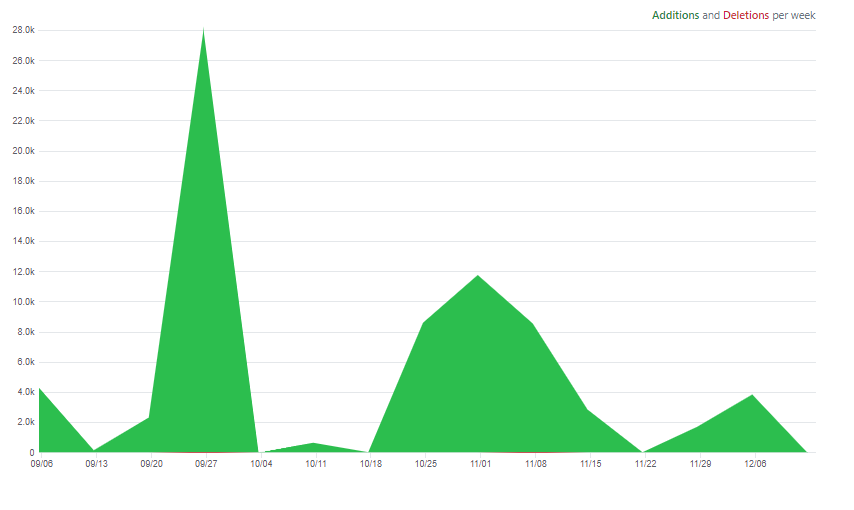 Additions and Deletions per week
28.0k
26.0k
24.0k
22.0k
20.0k
18.0k
16.0k
14.0k
12.0k
10.0k
8.0k
6.0k
4.0k
2.0k
0
09/06 09/13 09/20 09/27 10/04 10/11 10/18 10/25 11/01 11/08 11/15 11/22 11/29 12/06